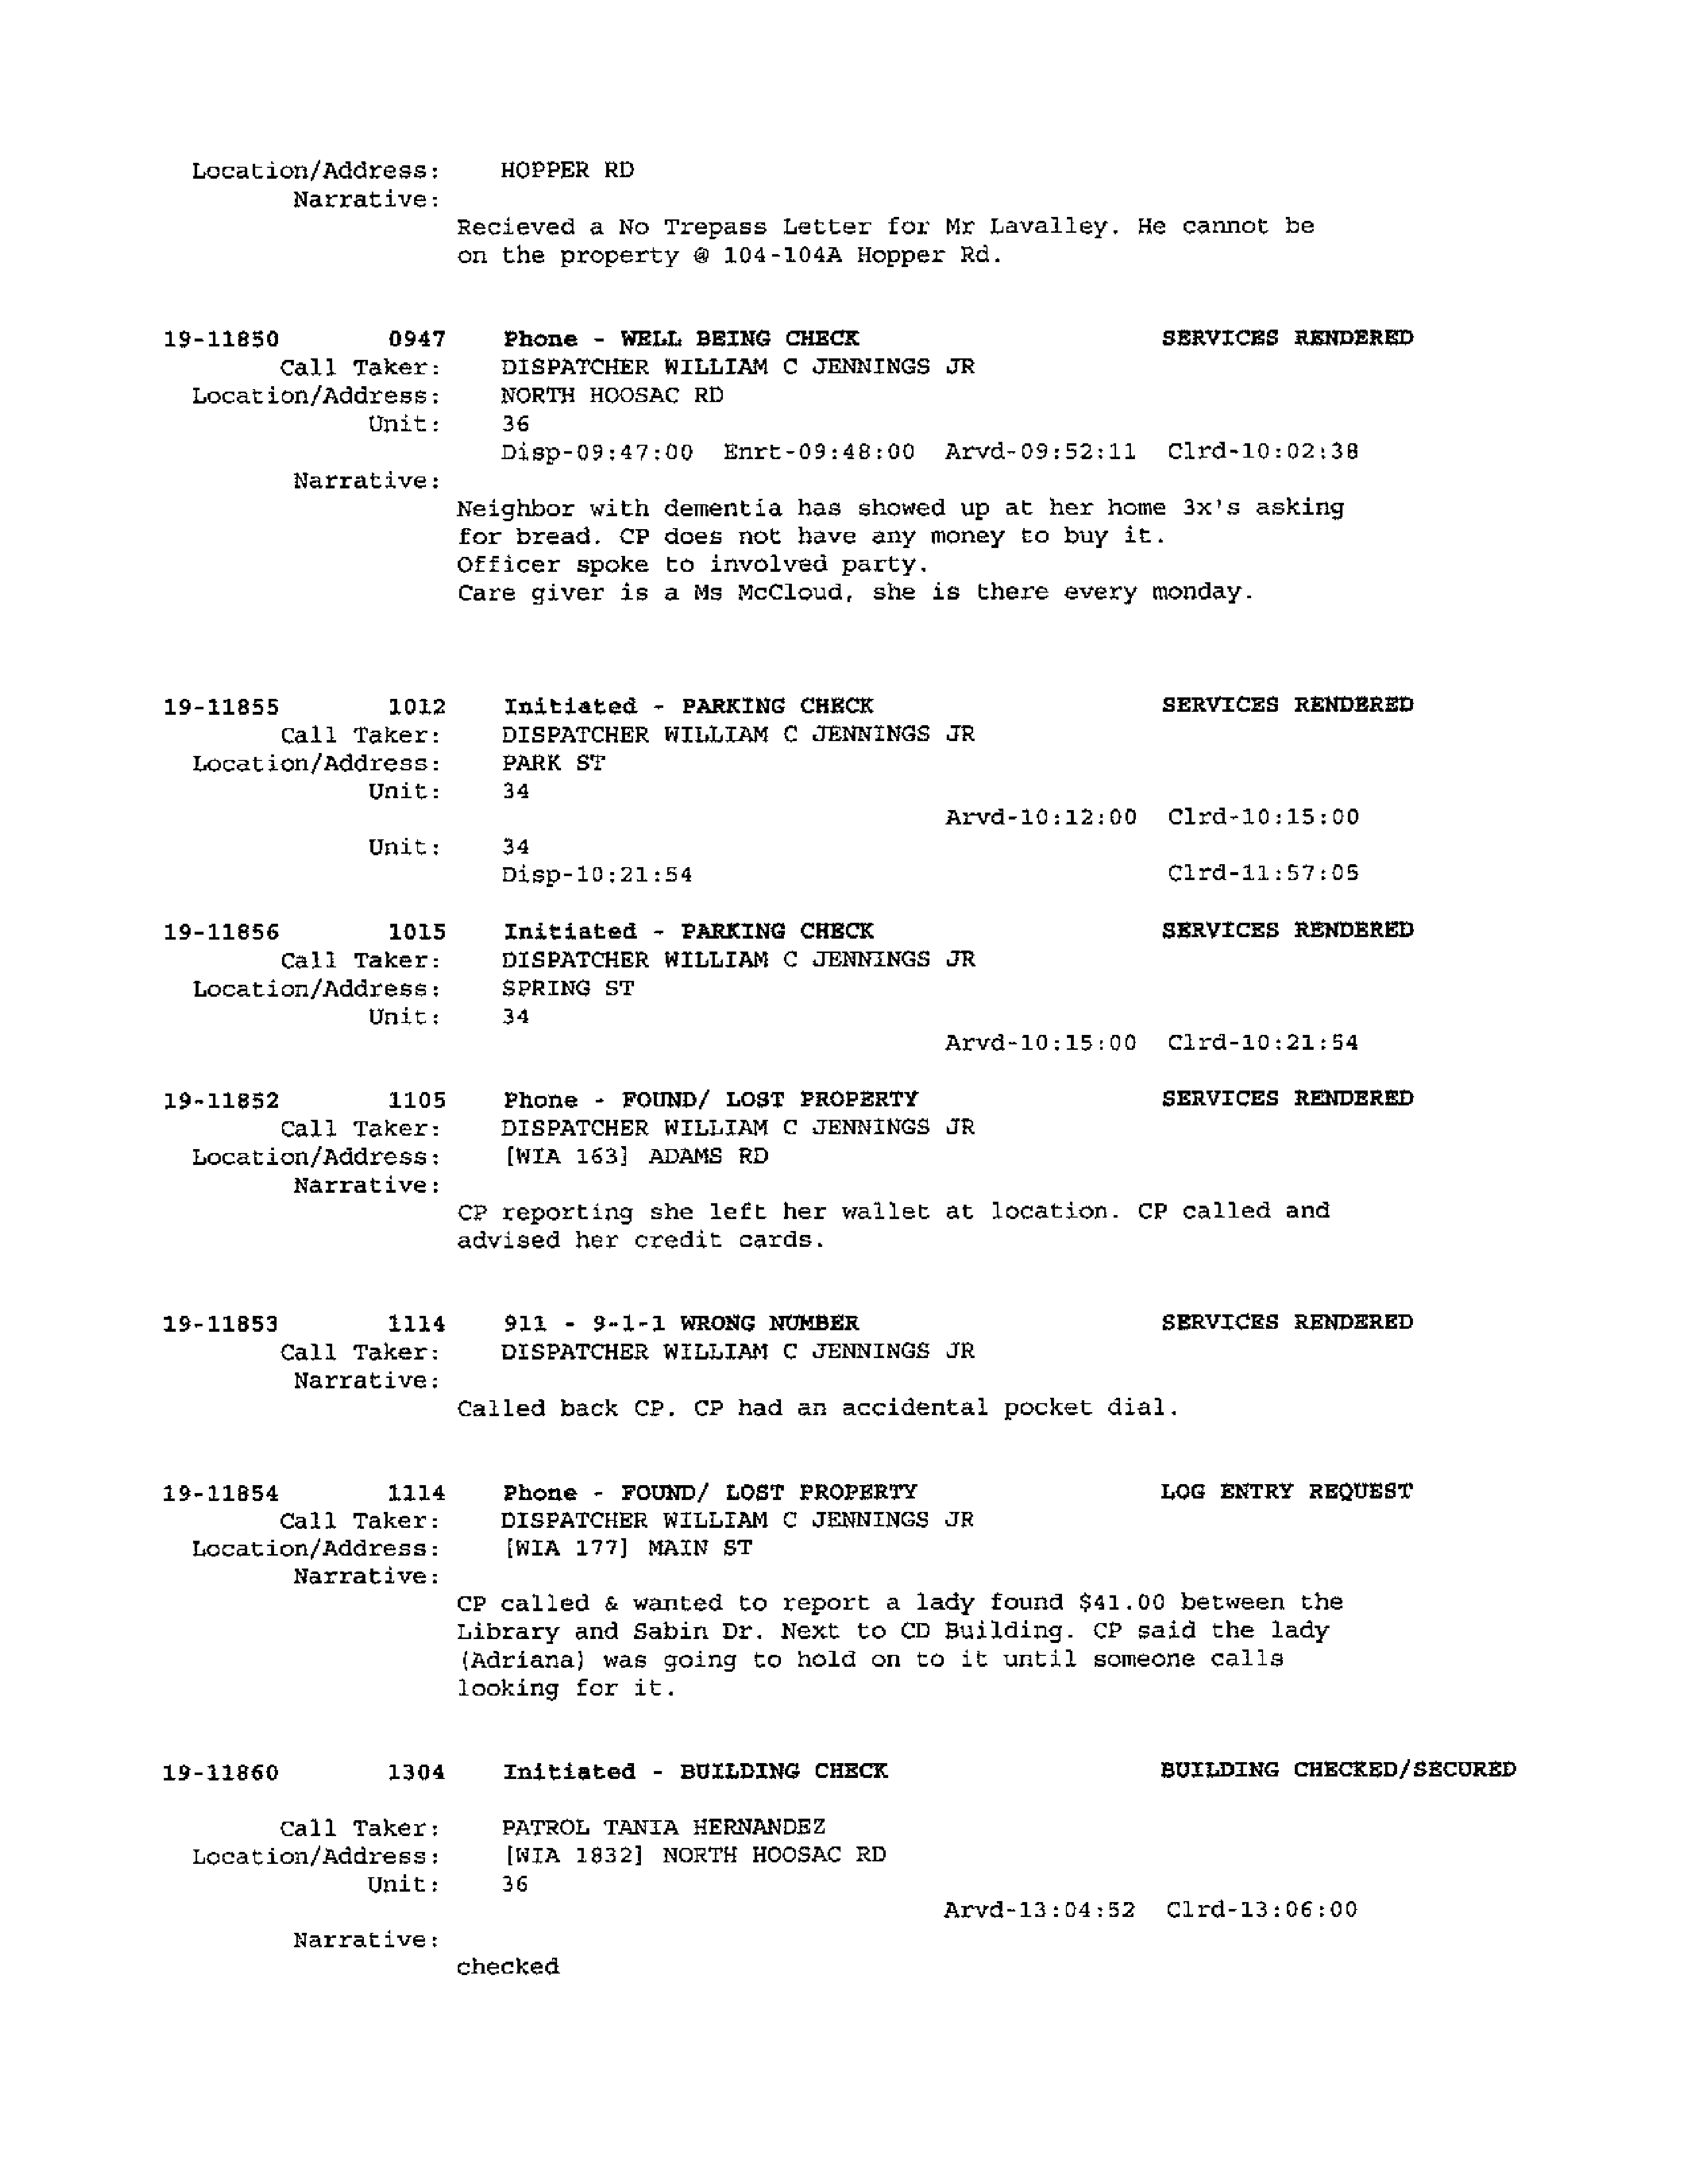 Location/Address: HOPPER RD
Narrative:
Recieved a No Trepass Letter for Mr Lavalley. He cannot be
on the property @ 104-104A Hopper Rd.
19-11850 0947 Phone - WELL BEING CHECK SERVICES RENDERED
Call Taker: DISPATCHER WILLIAM C JENNINGS JR
Location/Address: NORTH HOOSAC RD
Unit: 36
Disp-09:47:00 Enrt-09:48:00 Arvd-09:52:11 Clrd-10:02:38
Narrative:
Neighbor with dementia has showed up at her home 3x's asking
for bread. CP does not have any money to buy it.
Officer spoke to involved party.
Care giver is a Ms McCloud, she is there every monday.
19-11855 1012 Initiated - PARKING CHECK SERVICES RENDERED
Call Taker: DISPATCHER WILLIAM C JENNINGS JR
Location/Address: PARK ST
Unit: 34
Arvd-10:12:00 Clrd-10:15:00
Unit: 34
Disp-10:21:54 Clrd-11:57:05
19-11856 1015 Initiated - PARKING CHECK SERVICES RENDERED
Call Taker: DISPATCHER WILLIAM C JENNINGS JR
Location/Address: SPRING ST
Unit: 34
Arvd-10:15:00 Clrd-10:21:54
19-11852 1105 Phone - FOUND/ LOST PROPERTY SERVICES RENDERED
Call Taker: DISPATCHER WILLIAM C JENNINGS JR
Location/Address: [WIA 163] ADAMS RD
Narrative:
CP reporting she left her wallet at location. CP called and
advised her credit cards.
19-11853 1114 911 - 9-1-1 WRONG NUMBER SERVICES RENDERED
Call Taker: DISPATCHER WILLIAM C JENNINGS JR
Narrative:
Called back CP. CP had an accidental pocket dial.
19-11854 1114 Phone - FOUND/ LOST PROPERTY LOG ENTRY REQUEST
Call Taker: DISPATCHER WILLIAM C JENNINGS JR
Location/Address: [WIA 177] MAIN ST
Narrative:
CP called & wanted to report a lady found $41.00 between the
Library and Sabin Dr. Next to CD Building. CP said the lady
(Adriana) was going to hold on to it until someone calls
looking for it.
19-11860 1304 Initiated - BUILDING CHECK BUILDING CHECKED/SECURED
Call Taker: PATROL TANIA HERNANDEZ
Location/Address: [WIA 1832] NORTH HOOSAC RD
Unit: 36
Arvd-13:04:52 Clrd-13:06:00
Narrative:
checked